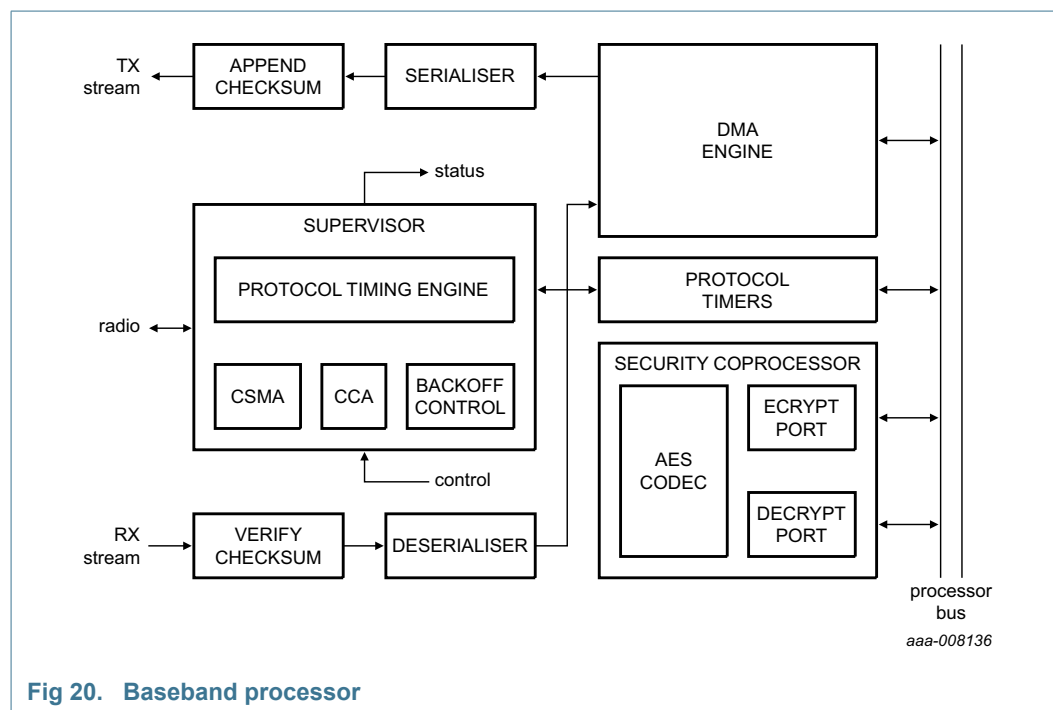 TX
stream
APPEND
CHECKSUM
SERIALISER
DMA
ENGINE
status
SUPERVISOR
PROTOCOL TIMING ENGINE
PROTOCOL
TIMERS
radio
CSMA
CCA
BACKOFF
CONTROL
SECURITY COPROCESSOR
AES
CODEC
ECRYPT
PORT
DECRYPT
PORT
control
RX
stream
VERIFY
CHECKSUM
DESERIALISER
processor
bus
aaa-008136
Fig 20. Baseband processor